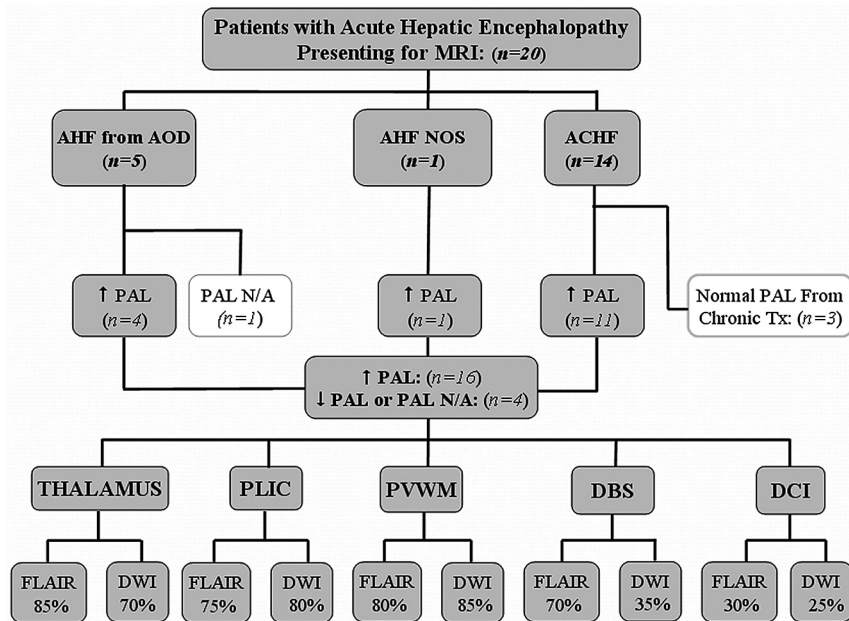 Patients with Acute Hepatic Encephalopathy
Presenting for MRI: (n=20)
AHF from AOD
(n=5)
AHF NOS
(n=1)
ACHF
(n=14)
↑ PAL
(n=4)
PAL N/A
(n=1)
↑ PAL
(n=1)
↑ PAL
(n=11)
Normal PAL From
Chronic Tx: (n=3)
↑ PAL: (n=16)
↓ PAL or PAL N/A: (n=4)
THALAMUS
PLIC
PVWM
DBS
DCI
FLAIR
85%
DWI
70%
FLAIR
75%
DWI
80%
FLAIR
80%
DWI
85%
FLAIR
70%
DWI
35%
FLAIR
30%
DWI
25%